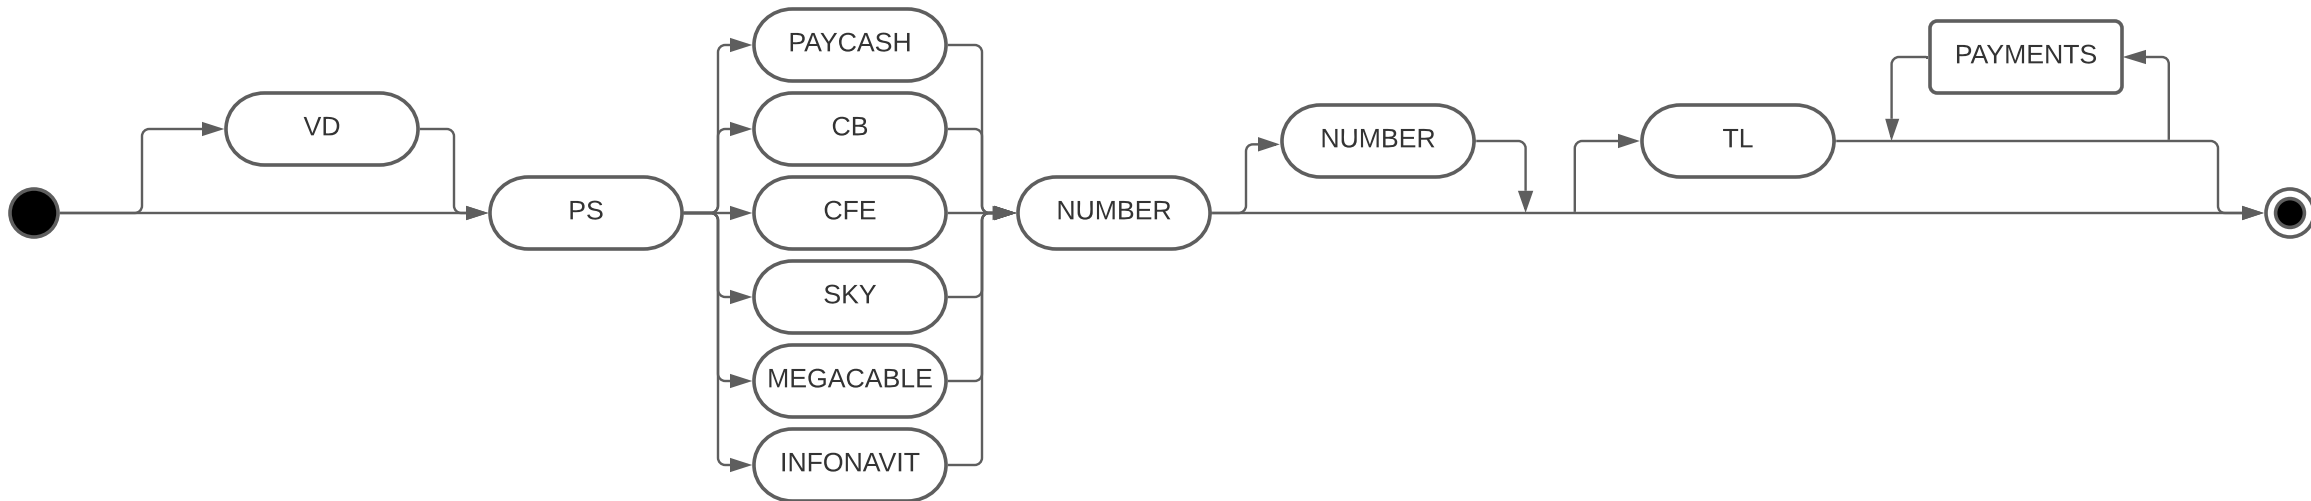 VD
PS
PAYCASH
CB
CFE
SKY
MEGACABLE
INFONAVIT
NUMBER
NUMBER
TL
PAYMENTS